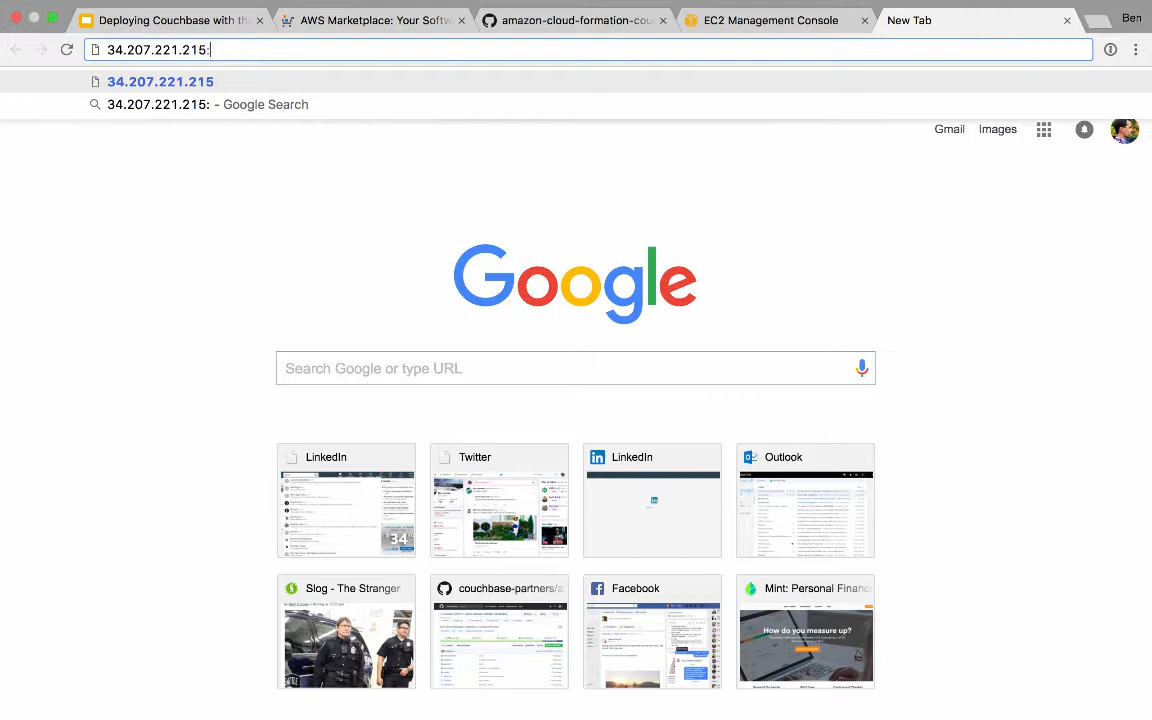 Deploying Couchbase with th
AWS Marketplace: Your Softw
amazon-cloud-formation-cou
EC2 Management Console
New Tab
Ben
34.207.221.215:
34.207.221.215
34.207.221.215: - Google Search
Gmail
Images
Google
Search Google or type URL
LinkedIn
Twitter
LinkedIn
Outlook
34
Slog - The Stranger
couchbase-partners/a
Facebook
Mint: Personal Financ
How do you measure up?